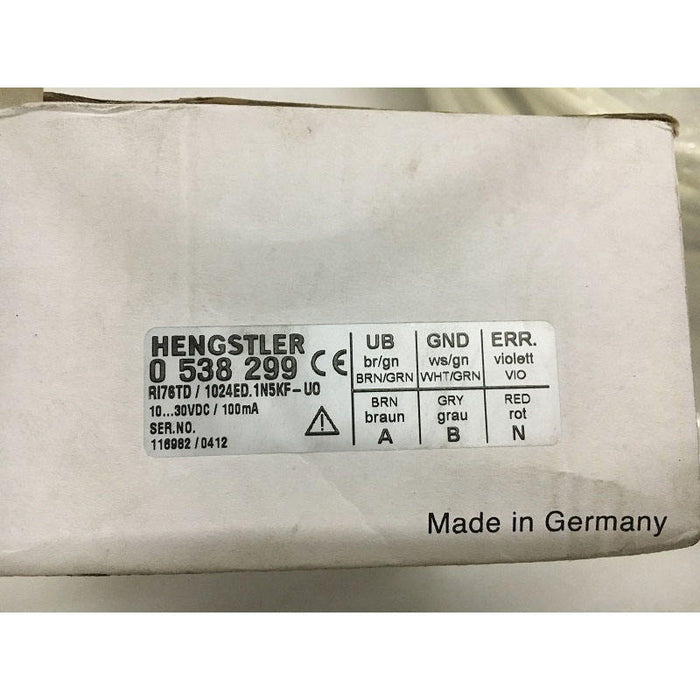 HENGSTLER
0 538 299 CE
RI76TD / 1024ED.1N5KF-U0
10...30VDC / 100mA
SER.NO.
116982 / 0412
UB GND ERR.
br/gn ws/gn violett
BRN/GRN WHT/GRN VIO
BRN GRY RED
braun grau rot
A B N
Made in Germany